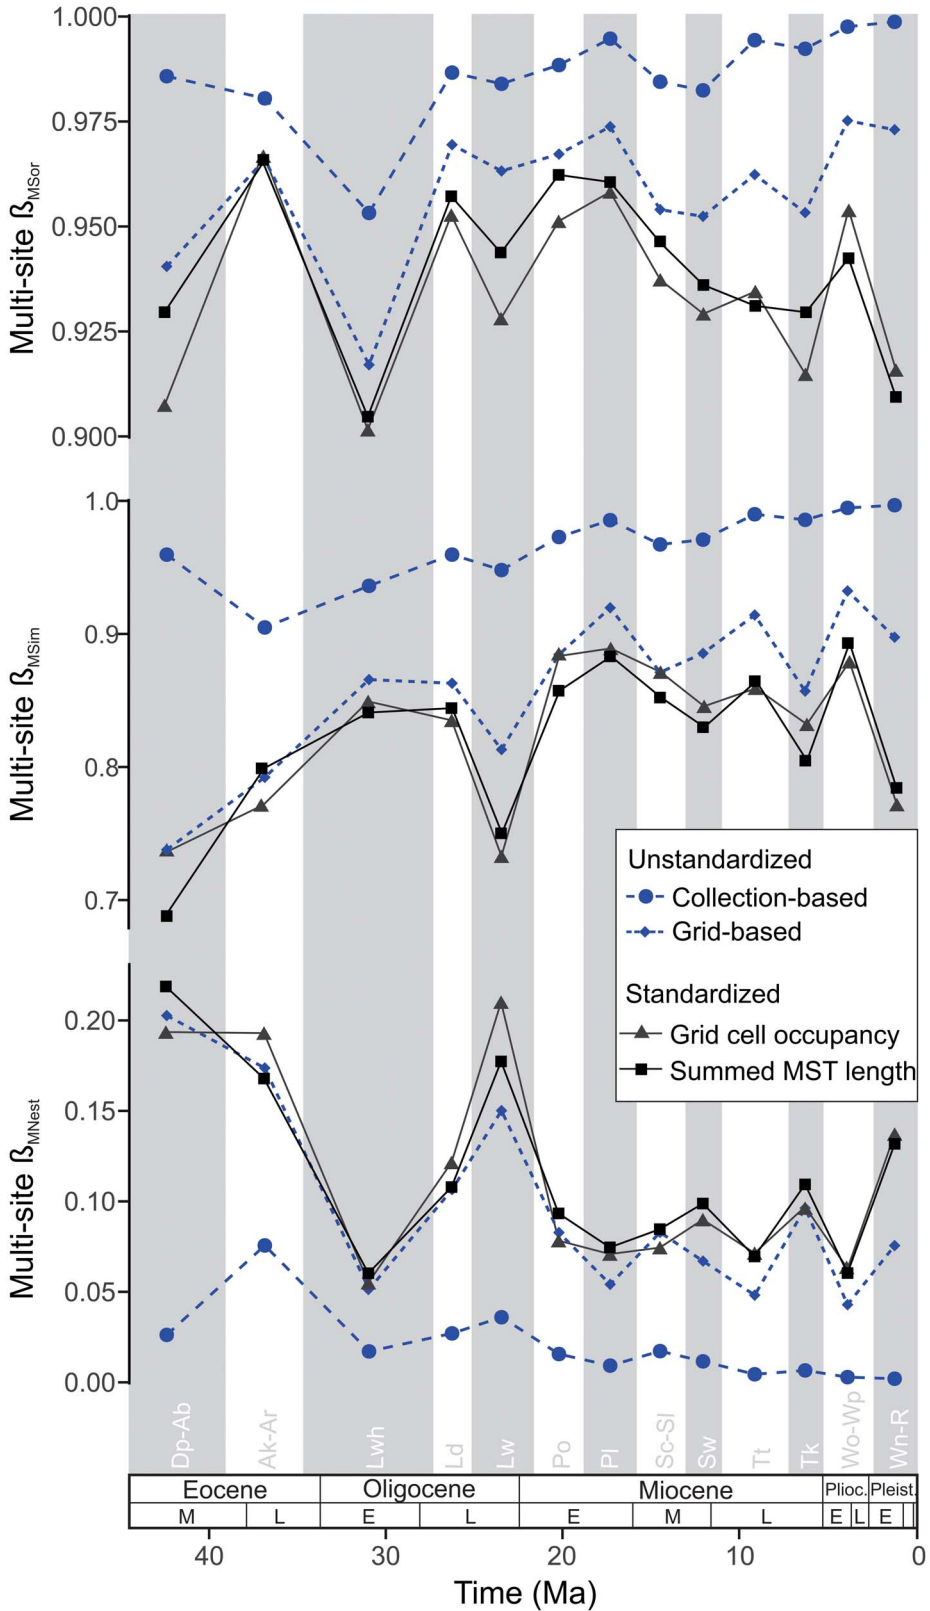 1.000
0.975
0.950
0.925
0.900
Multi-site ßMSor
1.0
0.9
0.8
0.7
Multi-site ßMSim
Unstandardized
Collection-based
Grid-based
Standardized
Grid cell occupancy
Summed MST length
0.20
0.15
0.10
0.05
0.00
Multi-site ßMNest
Dp-Ab Ak-Ar Lwh Ld Lw Po Pl Sc-Sl Sw Tt Tk Wo-Wp Wn-R
Eocene Oligocene Miocene Plioc. Pleist.
M L E L E M L E L E
40 30 20 10 0
Time (Ma)